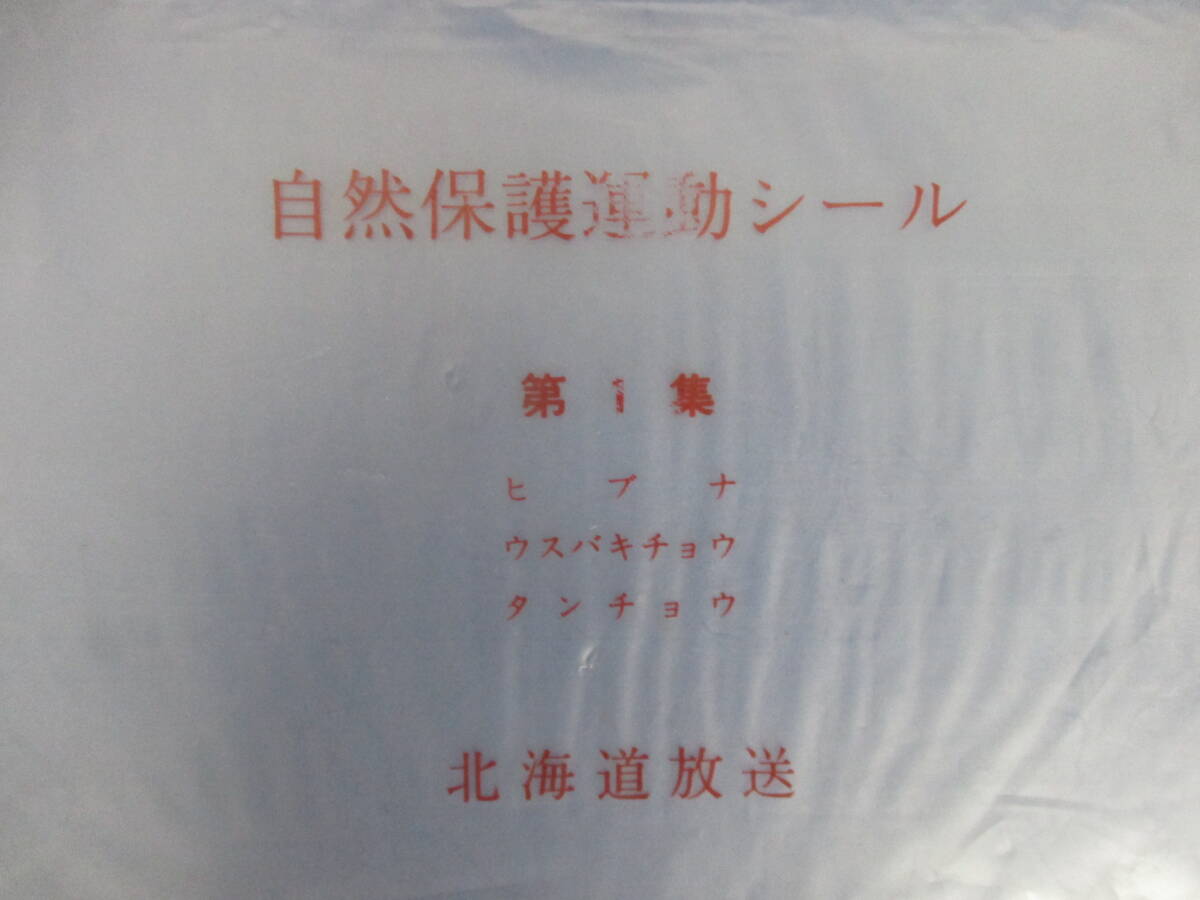 自然保護運動シール
第1集
ヒブナ
ウスバキチョウ
タンチョウ
北海道放送